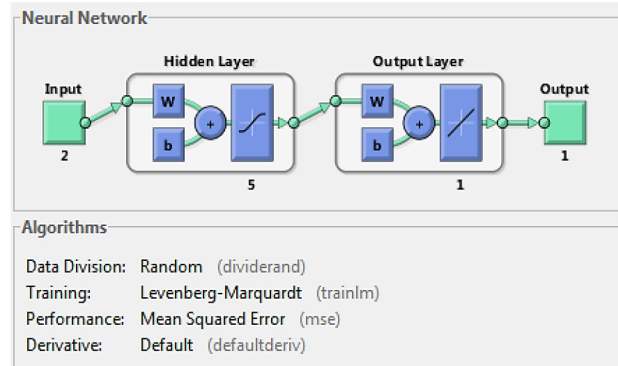 Neural Network
Hidden Layer
Output Layer
Input
Output
W
b
+
W
b
+
2
5
1
1
Algorithms
Data Division: Random (dividerand)
Training: Levenberg-Marquardt (trainlm)
Performance: Mean Squared Error (mse)
Derivative: Default (defaultderiv)